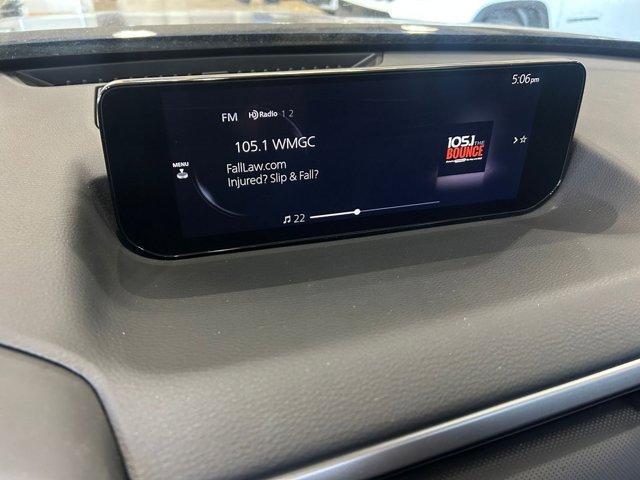 5:06pm
FM HD Radio 1 2
105.1 WMGC
MENU
FallLaw.com
Injured? Slip & Fall?
105.1 THE
BOUNCE
22